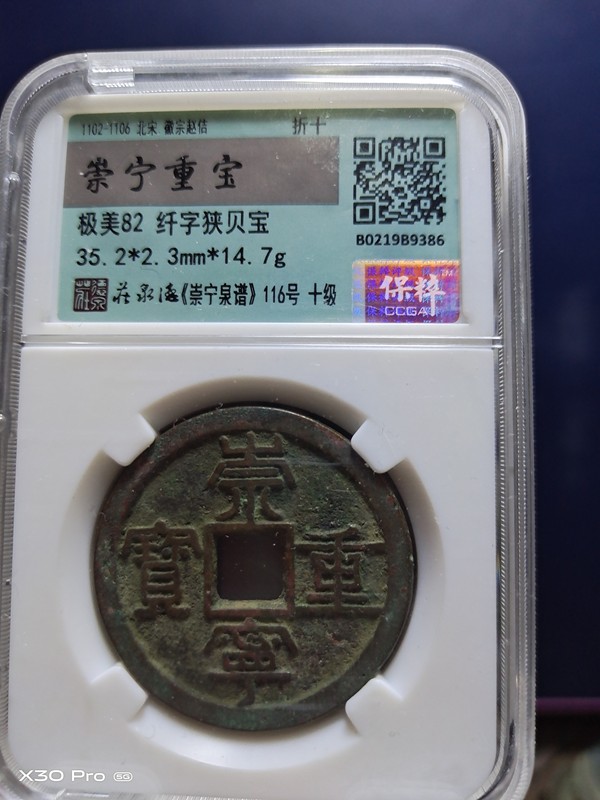 1102-1106 北宋 徽宗赵佶 折十
崇宁重宝
极美82 纤字狭贝宝
35.2*2.3mm*14.7g
B0219B9386
《崇宁泉谱》116号 十级
保粹
CCGA
崇
寶 重
寧
X30 Pro 5G